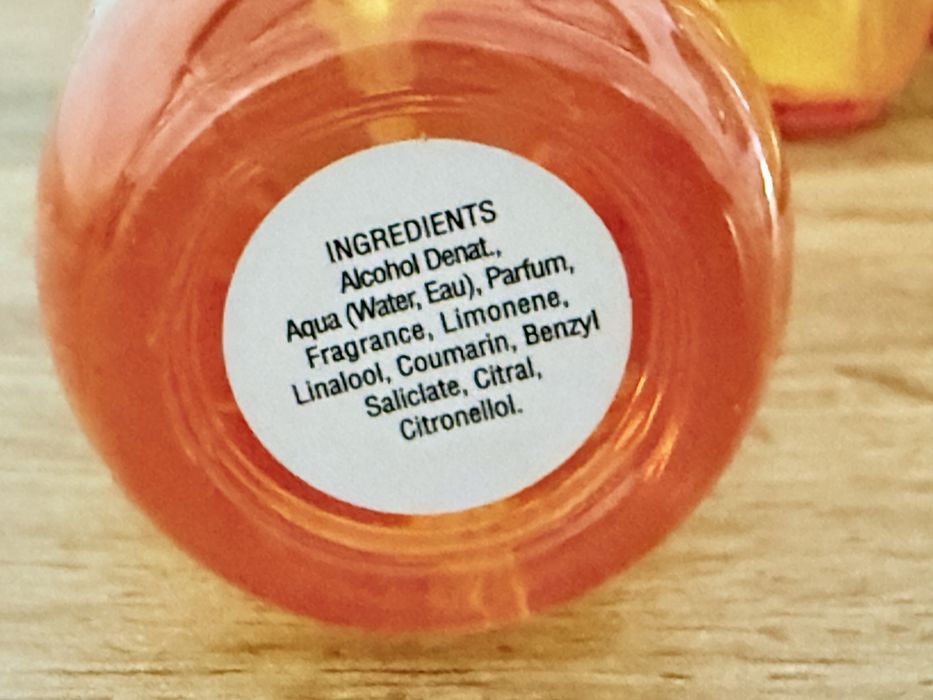 INGREDIENTS
Alcohol Denat.,
Aqua (Water, Eau), Parfum,
Fragrance, Limonene,
Linalool, Coumarin, Benzyl
Saliclate, Citral,
Citronellol.